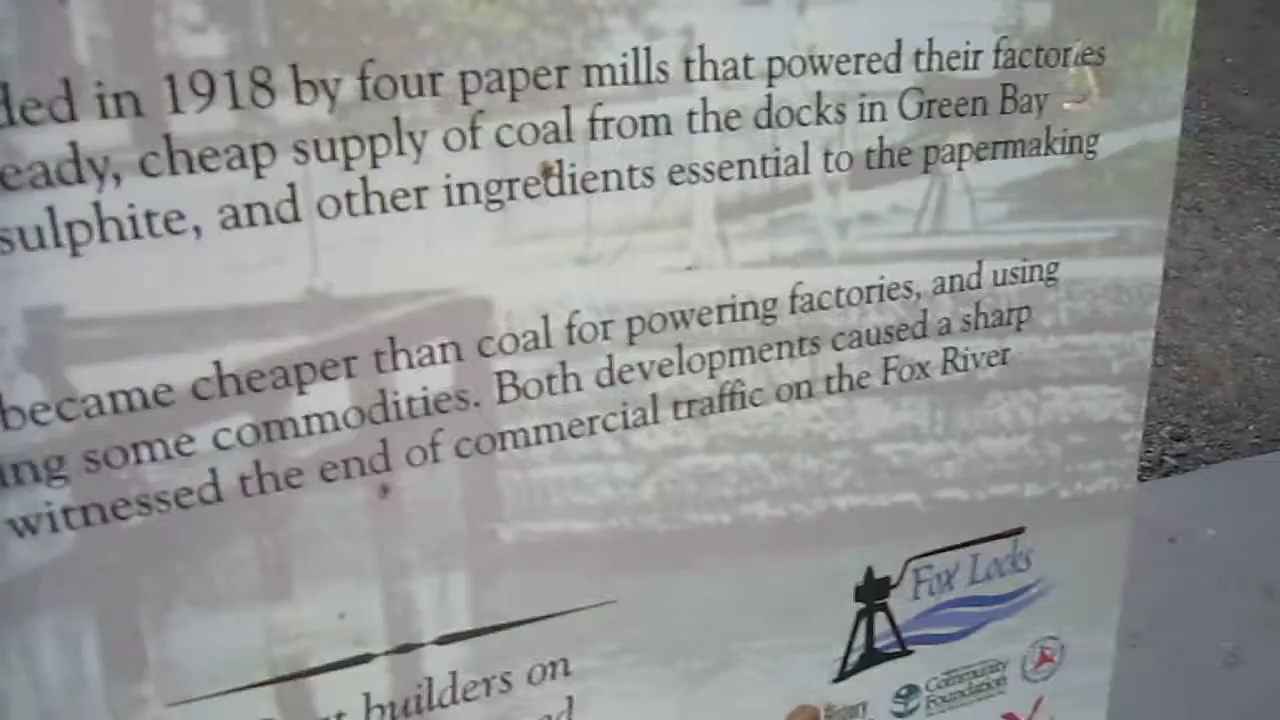 in 1918 by four paper mills that powered their factories
eady, cheap supply of coal from the docks in Green Bay
sulphite, and other ingredients essential to the papermaking
became cheaper than coal for powering factories, and using
ing some commodities. Both developments caused a sharp
witnessed the end of commercial traffic on the Fox River
Fox Locks
builders on
Community
Foundation
Rotary